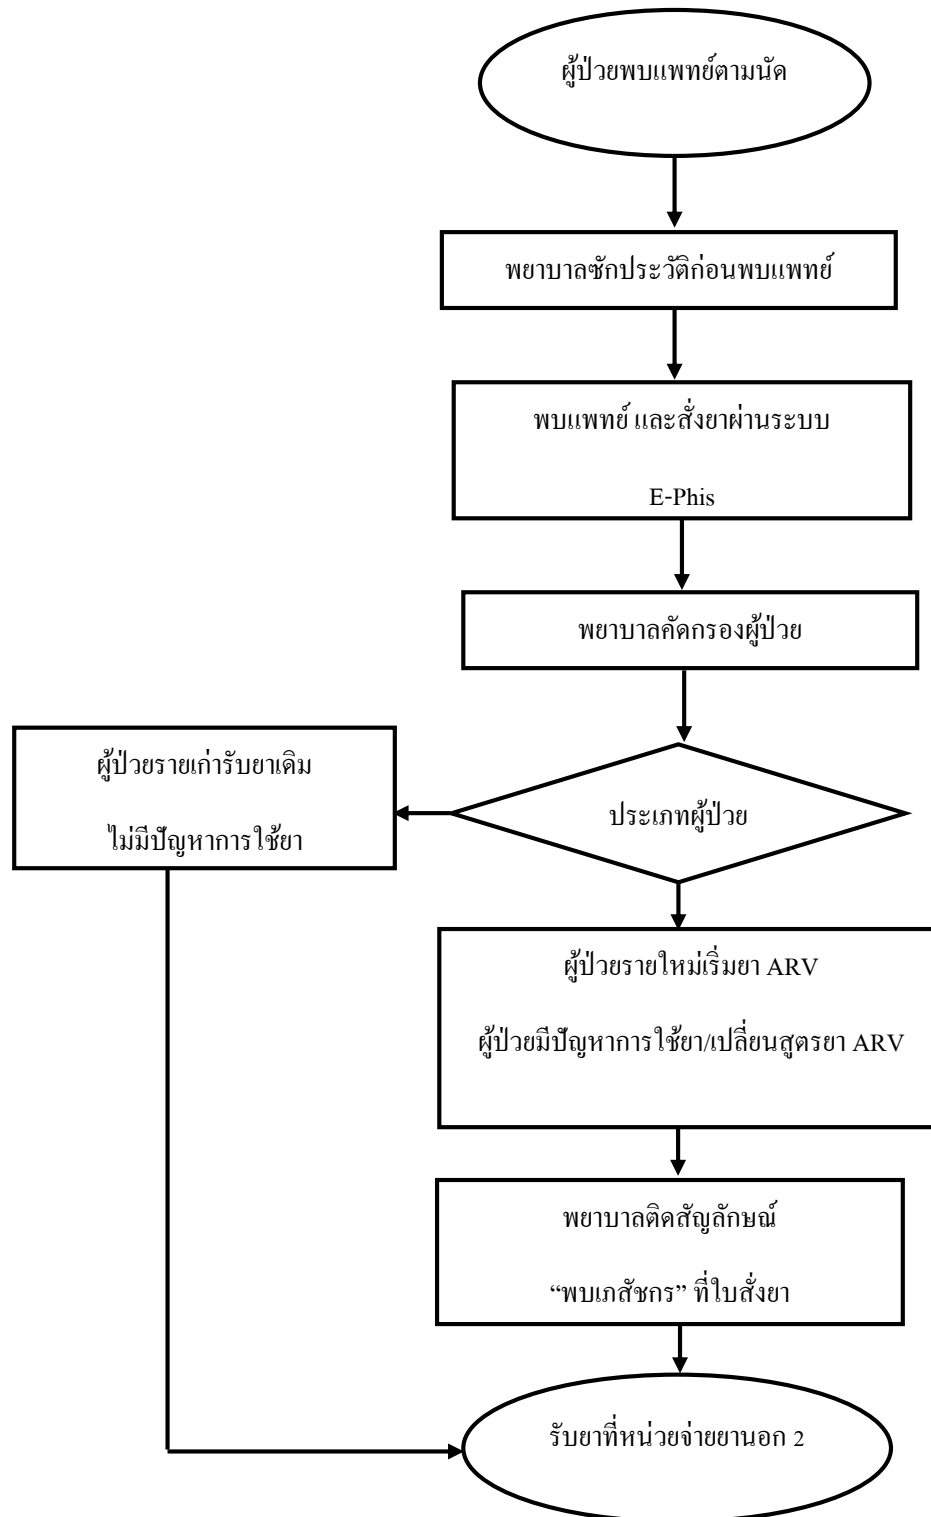 ผู้ป่วยพบแพทย์ตามนัด
พยาบาลซักประวัติก่อนพบแพทย์
พบแพทย์ และสั่งยาผ่านระบบ
E-Phis
พยาบาลคัดกรองผู้ป่วย
ประเภทผู้ป่วย
ผู้ป่วยรายเก่ารับยาเดิม
ไม่มีปัญหาการใช้ยา
ผู้ป่วยรายใหม่เริ่มยา ARV
ผู้ป่วยมีปัญหาการใช้ยา/เปลี่ยนสูตรยา ARV
พยาบาลติดสัญลักษณ์
“พบเภสัชกร” ที่ใบสั่งยา
รับยาที่หน่วยจ่ายยานอก 2